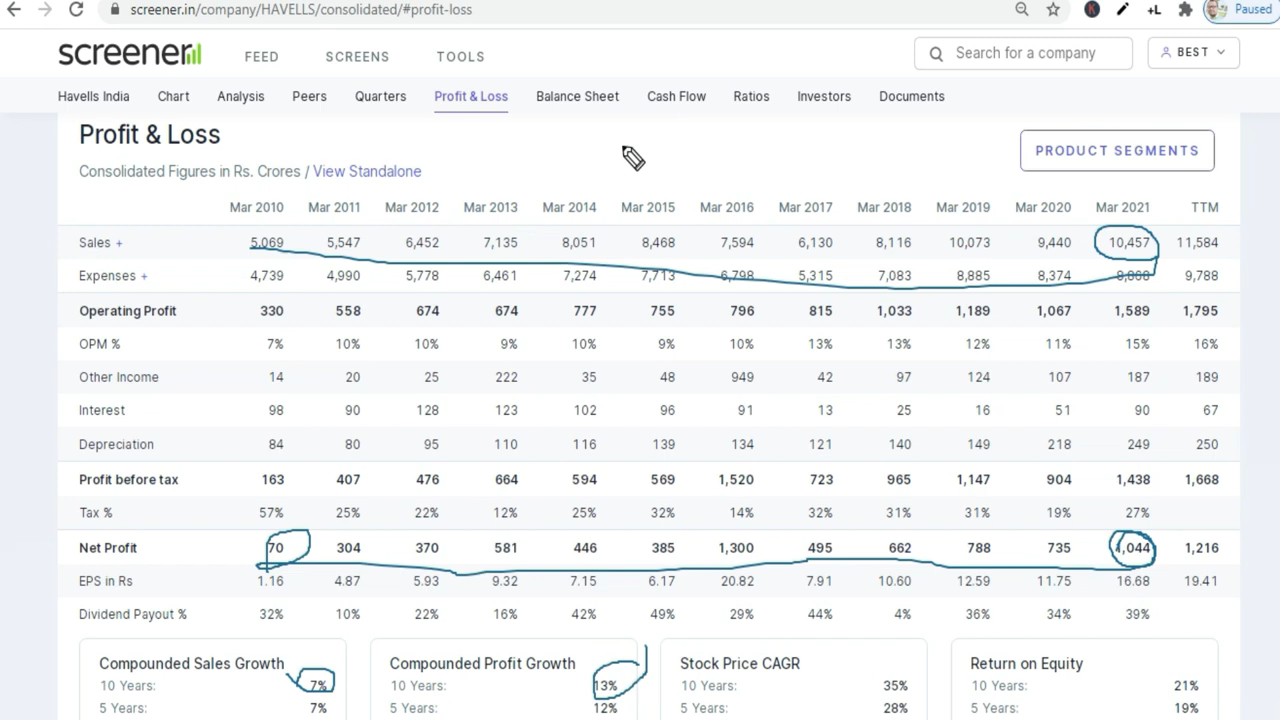 screener.in/company/HAVELLS/consolidated/#profit-loss
Paused
screener FEED SCREENS TOOLS Search for a company BEST
Havells India Chart Analysis Peers Quarters Profit & Loss Balance Sheet Cash Flow Ratios Investors Documents
Profit & Loss
PRODUCT SEGMENTS
Consolidated Figures in Rs. Crores / View Standalone
Mar 2010 Mar 2011 Mar 2012 Mar 2013 Mar 2014 Mar 2015 Mar 2016 Mar 2017 Mar 2018 Mar 2019 Mar 2020 Mar 2021 TTM
Sales + 5,069 5,547 6,452 7,135 8,051 8,468 7,594 6,130 8,116 10,073 9,440 10,457 11,584
Expenses + 4,739 4,990 5,778 6,461 7,274 7,713 6,798 5,315 7,083 8,885 8,374 9,788
Operating Profit 330 558 674 674 777 755 796 815 1,033 1,189 1,067 1,589 1,795
OPM % 7% 10% 10% 9% 10% 9% 10% 13% 13% 12% 11% 15% 16%
Other Income 14 20 25 222 35 48 949 42 97 124 107 187 189
Interest 98 90 128 123 102 96 91 13 25 16 51 90 67
Depreciation 84 80 95 110 116 139 134 121 140 149 218 249 250
Profit before tax 163 407 476 664 594 569 1,520 723 965 1,147 904 1,438 1,668
Tax % 57% 25% 22% 12% 25% 32% 14% 32% 31% 31% 19% 27%
Net Profit 70 304 370 581 446 385 1,300 495 662 788 735 1,044 1,216
EPS in Rs 1.16 4.87 5.93 9.32 7.15 6.17 20.82 7.91 10.60 12.59 11.75 16.68 19.41
Dividend Payout % 32% 10% 22% 16% 42% 49% 29% 44% 4% 36% 34% 39%
Compounded Sales Growth Compounded Profit Growth Stock Price CAGR Return on Equity
10 Years: 7% 10 Years: 13% 10 Years: 35% 10 Years: 21%
5 Years: 7% 5 Years: 12% 5 Years: 28% 5 Years: 19%